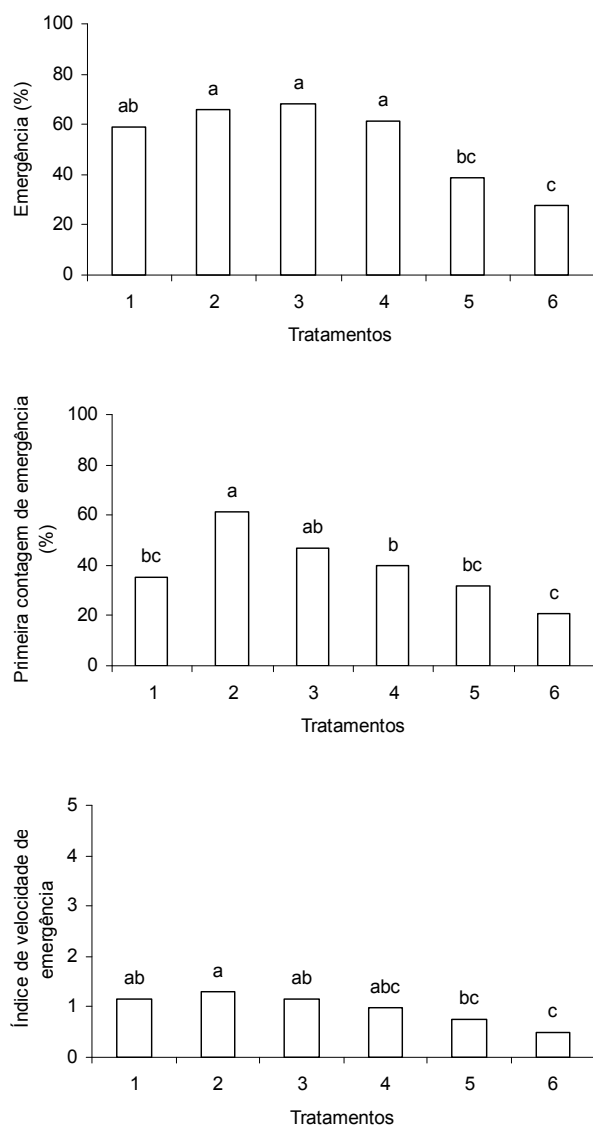 100
80
60
40
20
0
Emergência (%)
ab a a a bc c
1 2 3 4 5 6
Tratamentos
100
80
60
40
20
0
Primeira contagem de emergência
(%)
bc a ab b bc c
1 2 3 4 5 6
Tratamentos
5
4
3
2
1
0
Índice de velocidade de
emergência
ab a ab abc bc c
1 2 3 4 5 6
Tratamentos